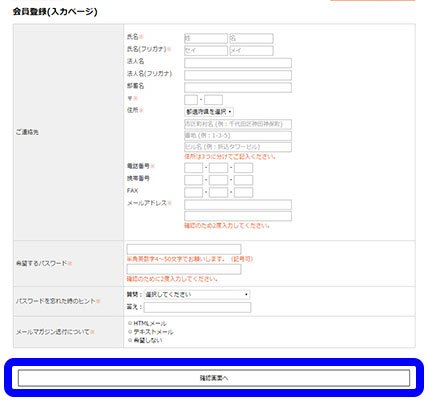 会員登録(入力ページ)
ご連絡先
氏名※ 姓 名
氏名(フリガナ)※ セイ メイ
法人名
法人名(フリガナ)
部署名
〒※ -
住所※ 都道府県を選択
市区町村名 (例：千代田区神田神保町)
番地 (例：1-3-5)
ビル名 (例：秋辺タワービル)
住所は3つに分けてご記入ください。
電話番号※ - -
携帯番号 - -
FAX - -
メールアドレス※
確認のため2度入力してください。
希望するパスワード※
半角英数字4～50文字でお願いします。（記号可）
確認のために2度入力してください。
パスワードを忘れた時のヒント※
質問： 選択してください
答え：
メールマガジン送付について※
HTMLメール
テキストメール
希望しない
確認画面へ